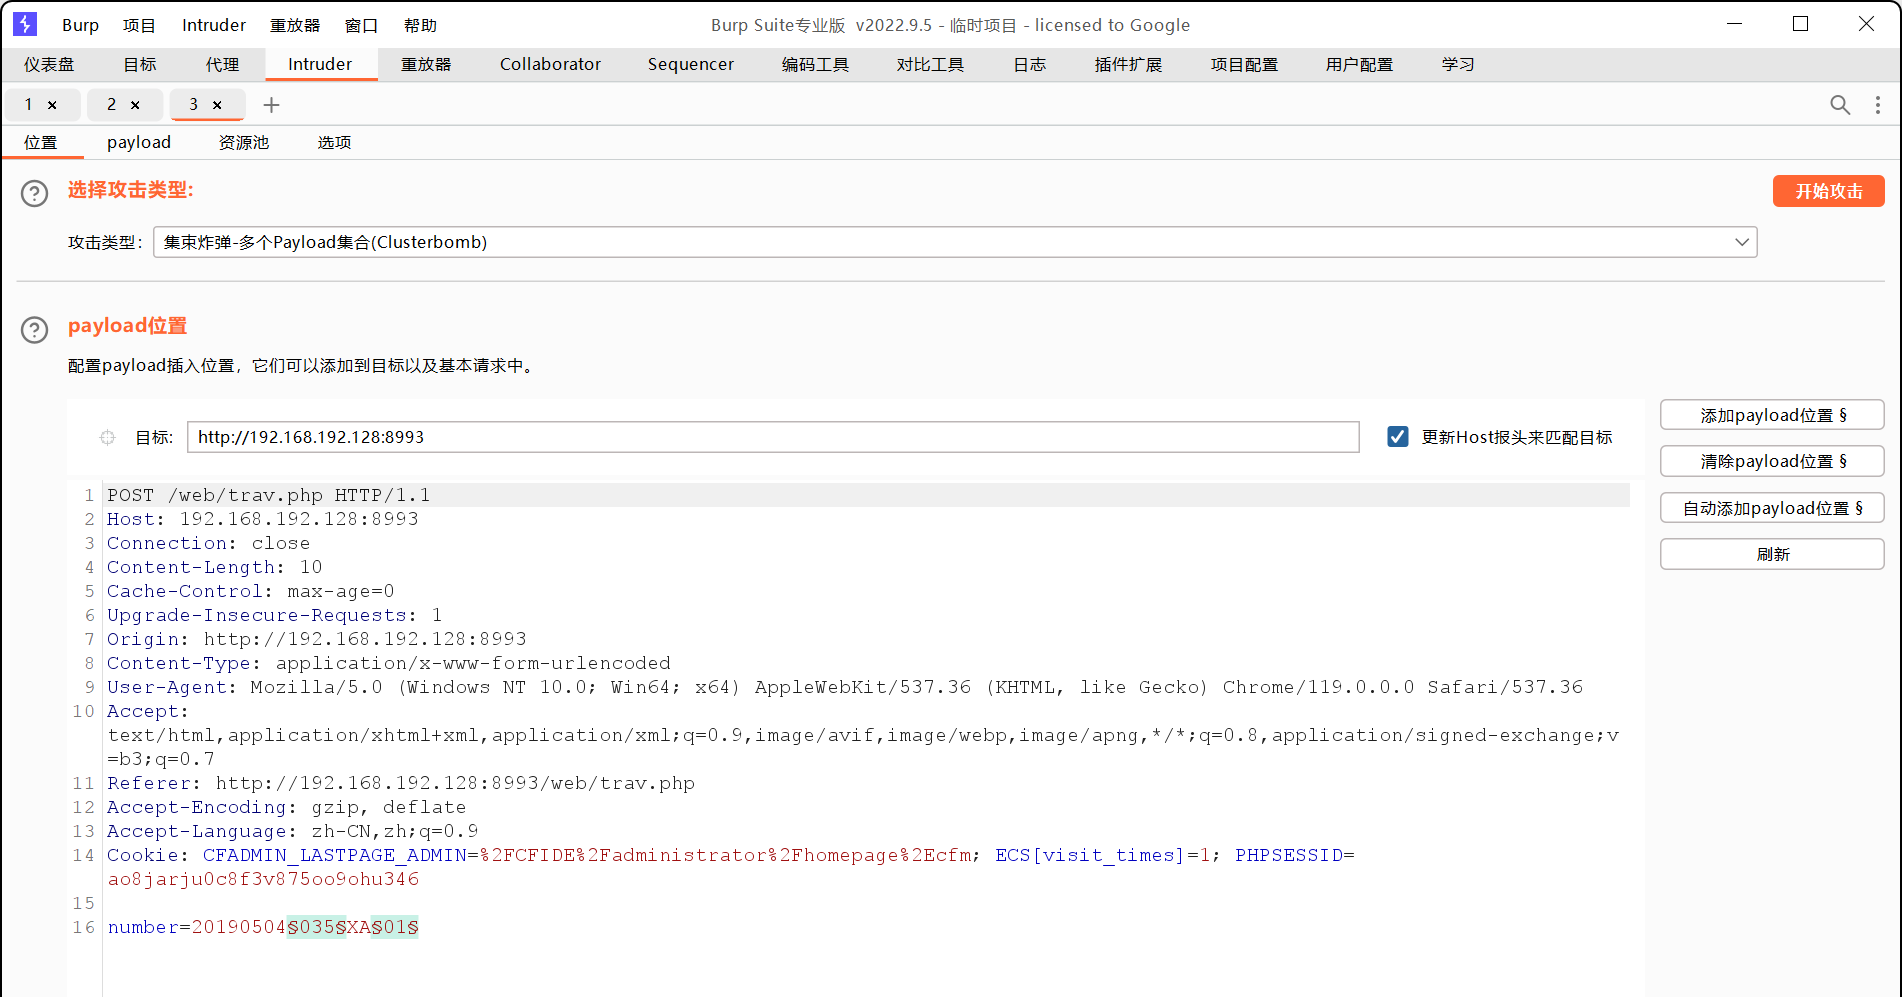 Burp 项目 Intruder 重放器 窗口 帮助 Burp Suite专业版 v2022.9.5 - 临时项目 - licensed to Google
仪表盘 目标 代理 Intruder 重放器 Collaborator Sequencer 编码工具 对比工具 日志 插件扩展 项目配置 用户配置 学习
1 × 2 × 3 × +
位置 payload 资源池 选项
选择攻击类型:
开始攻击
攻击类型: 集束炸弹-多个Payload集合(Clusterbomb)
payload位置
配置payload插入位置，它们可以添加到目标以及基本请求中。
目标: http://192.168.192.128:8993 更新Host报头来匹配目标
添加payload位置 §
清除payload位置 §
自动添加payload位置 §
刷新
1 POST /web/trav.php HTTP/1.1
2 Host: 192.168.192.128:8993
3 Connection: close
4 Content-Length: 10
5 Cache-Control: max-age=0
6 Upgrade-Insecure-Requests: 1
7 Origin: http://192.168.192.128:8993
8 Content-Type: application/x-www-form-urlencoded
9 User-Agent: Mozilla/5.0 (Windows NT 10.0; Win64; x64) AppleWebKit/537.36 (KHTML, like Gecko) Chrome/119.0.0.0 Safari/537.36
10 Accept:
text/html,application/xhtml+xml,application/xml;q=0.9,image/avif,image/webp,image/apng,*/*;q=0.8,application/signed-exchange;v
=b3;q=0.7
11 Referer: http://192.168.192.128:8993/web/trav.php
12 Accept-Encoding: gzip, deflate
13 Accept-Language: zh-CN,zh;q=0.9
14 Cookie: CFADMIN_LASTPAGE_ADMIN=%2FCFIDE%2Fadministrator%2Fhomepage%2Ecfm; ECS[visit_times]=1; PHPSESSID=
ao8jarju0c8f3v875oo9ohu346
15
16 number=20190504§035§XA§01§